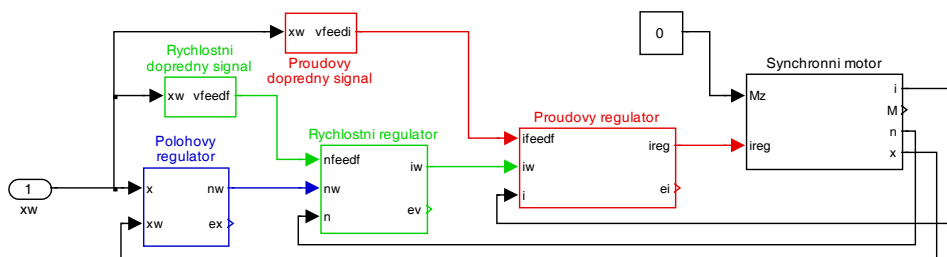 xw vfeedi
0
Rychlostni
dopredny signal
Proudovy
dopredny signal
Synchronni motor
xw vfeedf
Mz
i
M
n
x
ireg
Proudovy regulator
ifeedf
iw
i
ireg
ei
Rychlostni regulator
nfeedf
nw
n
iw
ev
Polohovy
regulator
x
xw
nw
ex
1
xw